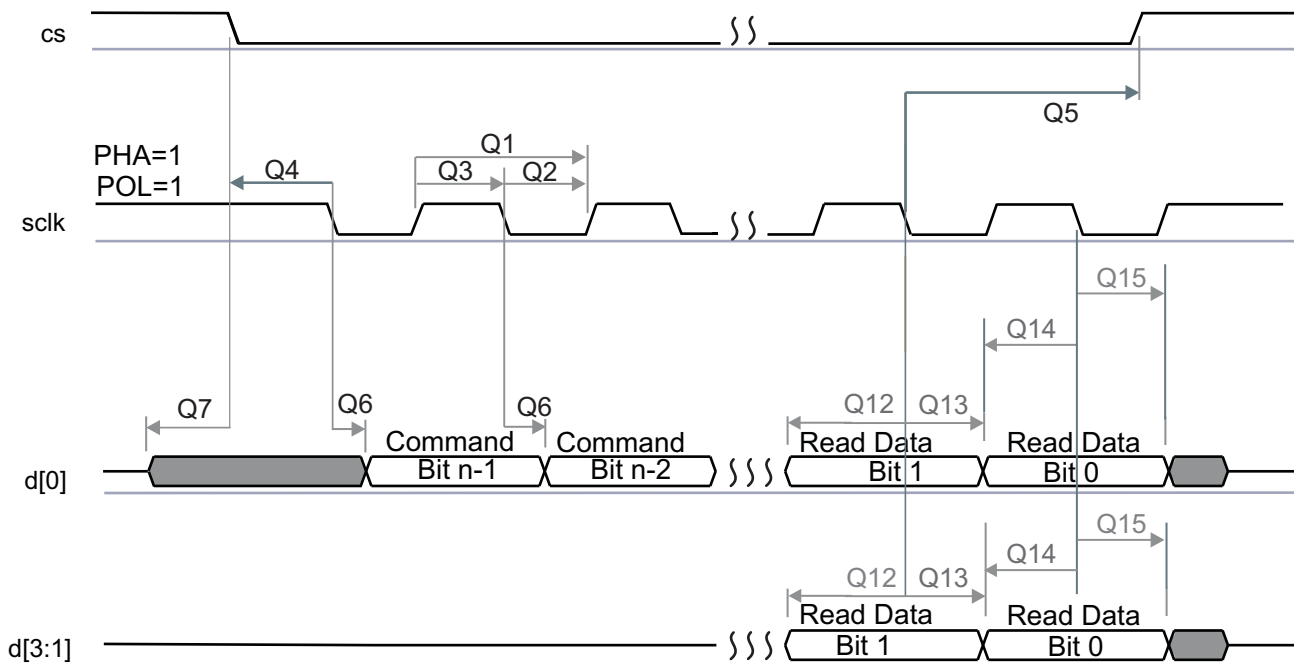 cs
Q5
PHA=1
POL=1
Q1
Q4
Q3
Q2
sclk
Q15
Q14
Q7
Q6
Q6
Q12
Q13
Command
Command
Read Data
Read Data
d[0]
Bit n-1
Bit n-2
Bit 1
Bit 0
Q15
Q14
Q12
Q13
Read Data
Read Data
d[3:1]
Bit 1
Bit 0